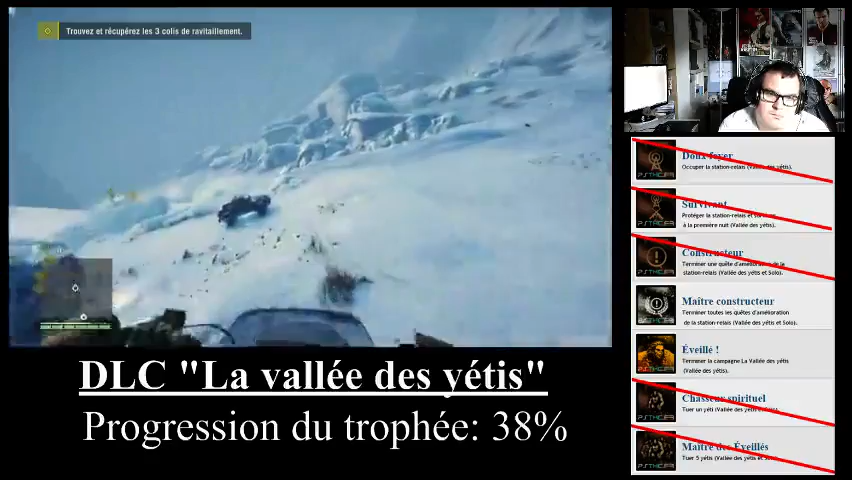 Trouvez et récupérez les 3 colis de ravitaillement.
Doux foyer
Occuper la station-relais (Vallée des yétis).
Survivant
Protéger la station-relais et
à la première nuit (Vallée des yétis).
Constructeur
Terminer une quête d'amélioration de la
station-relais (Vallée des yétis et Solo).
Maître constructeur
Terminer toutes les quêtes d'amélioration
de la station-relais (Vallée des yétis et Solo).
Éveillé !
Terminer la campagne La Vallée des yétis
(Vallée des yétis).
Chasseur spirituel
Tuer un yéti (Vallée des yétis
Maître des Éveillés
Tuer 5 yétis (Vallée des yétis et Solo).
DLC "La vallée des yétis"
Progression du trophée: 38%